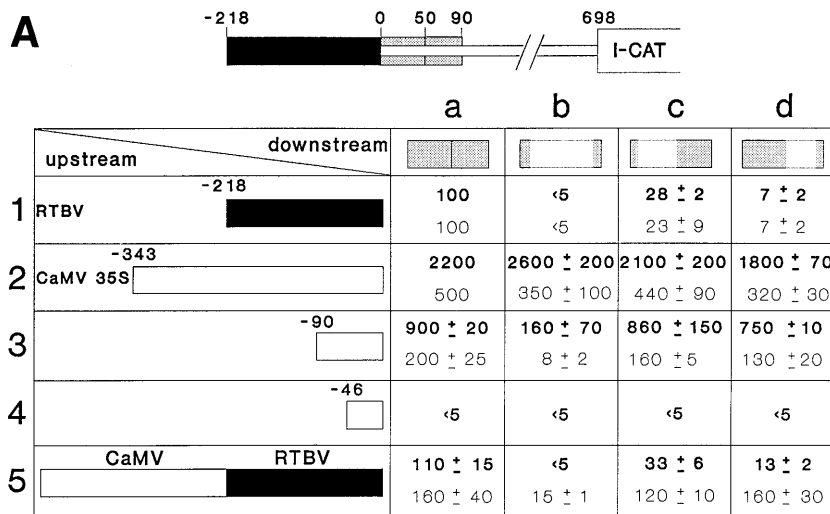 A
-218 0 50 90 698
I-CAT
a b c d
downstream
upstream
-218
1 RTBV 100 <5 28 ± 2 7 ± 2
100 <5 23 ± 9 7 ± 2
-343
2 CaMV 35S 2200 2600 ± 200 2100 ± 200 1800 ± 70
500 350 ± 100 440 ± 90 320 ± 30
-90
3 900 ± 20 160 ± 70 860 ± 150 750 ± 10
200 ± 25 8 ± 2 160 ± 5 130 ± 20
-46
4 <5 <5 <5 <5
CaMV RTBV
5 110 ± 15 <5 33 ± 6 13 ± 2
160 ± 40 15 ± 1 120 ± 10 160 ± 30